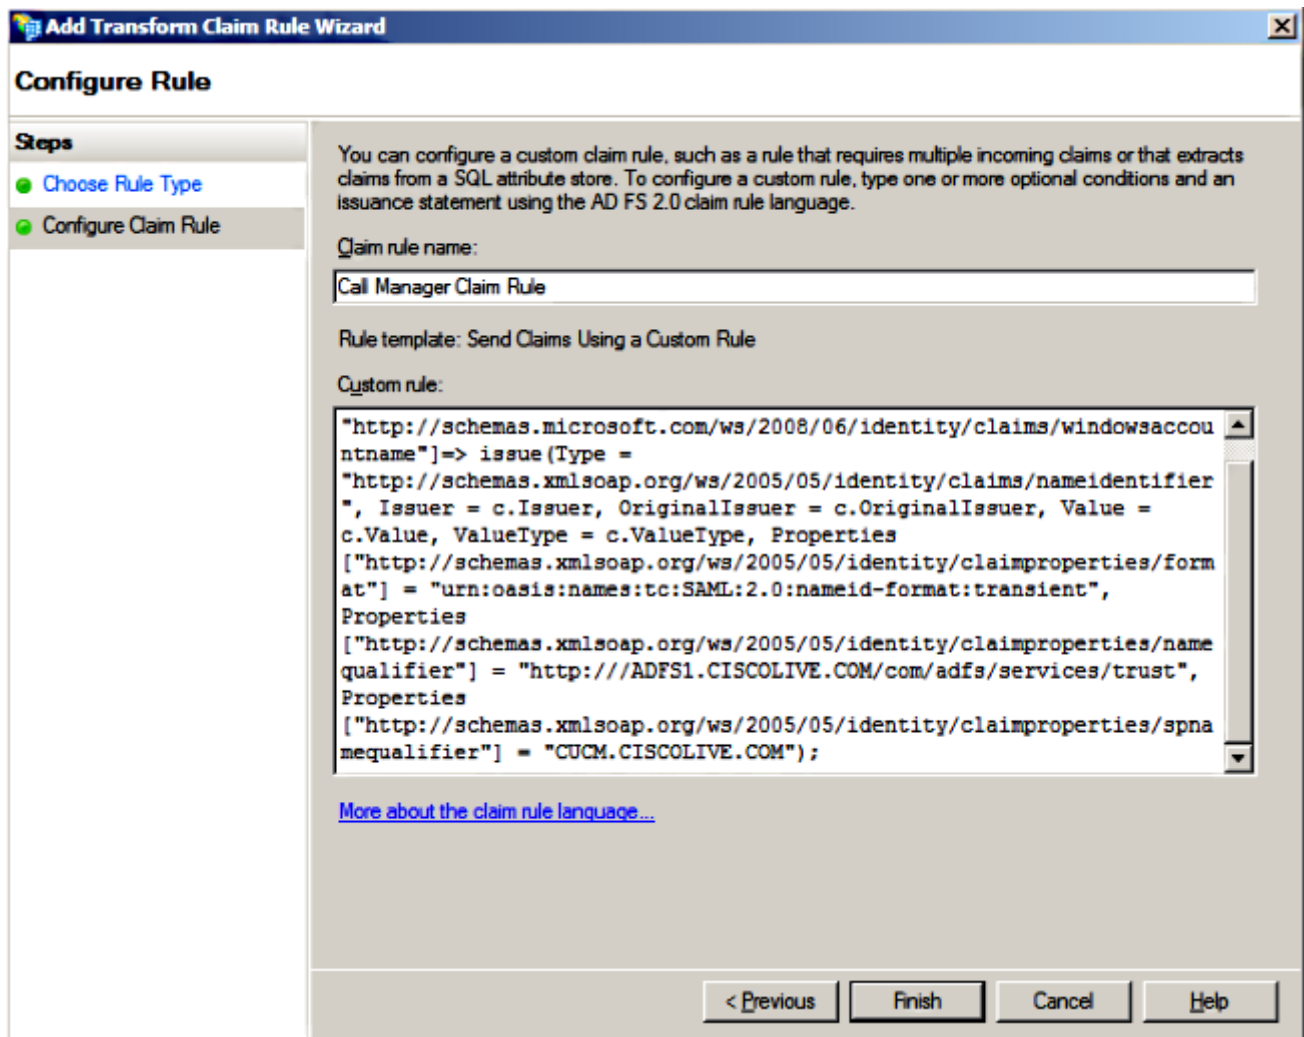 Add Transform Claim Rule Wizard
Configure Rule
Steps
Choose Rule Type
Configure Claim Rule
You can configure a custom claim rule, such as a rule that requires multiple incoming claims or that extracts
claims from a SQL attribute store. To configure a custom rule, type one or more optional conditions and an
issuance statement using the AD FS 2.0 claim rule language.
Claim rule name:
Call Manager Claim Rule
Rule template: Send Claims Using a Custom Rule
Custom rule:
"http://schemas.microsoft.com/ws/2008/06/identity/claims/windowsaccou
ntname"]=> issue(Type =
"http://schemas.xmlsoap.org/ws/2005/05/identity/claims/nameidentifier
", Issuer = c.Issuer, OriginalIssuer = c.OriginalIssuer, Value =
c.Value, ValueType = c.ValueType, Properties
["http://schemas.xmlsoap.org/ws/2005/05/identity/claimproperties/form
at"] = "urn:oasis:names:tc:SAML:2.0:nameid-format:transient",
Properties
["http://schemas.xmlsoap.org/ws/2005/05/identity/claimproperties/name
qualifier"] = "http:///ADFS1.CISCOLIVE.COM/com/adfs/services/trust",
Properties
["http://schemas.xmlsoap.org/ws/2005/05/identity/claimproperties/spna
mequalifier"] = "CUCM.CISCOLIVE.COM");
More about the claim rule language...
< Previous
Finish
Cancel
Help